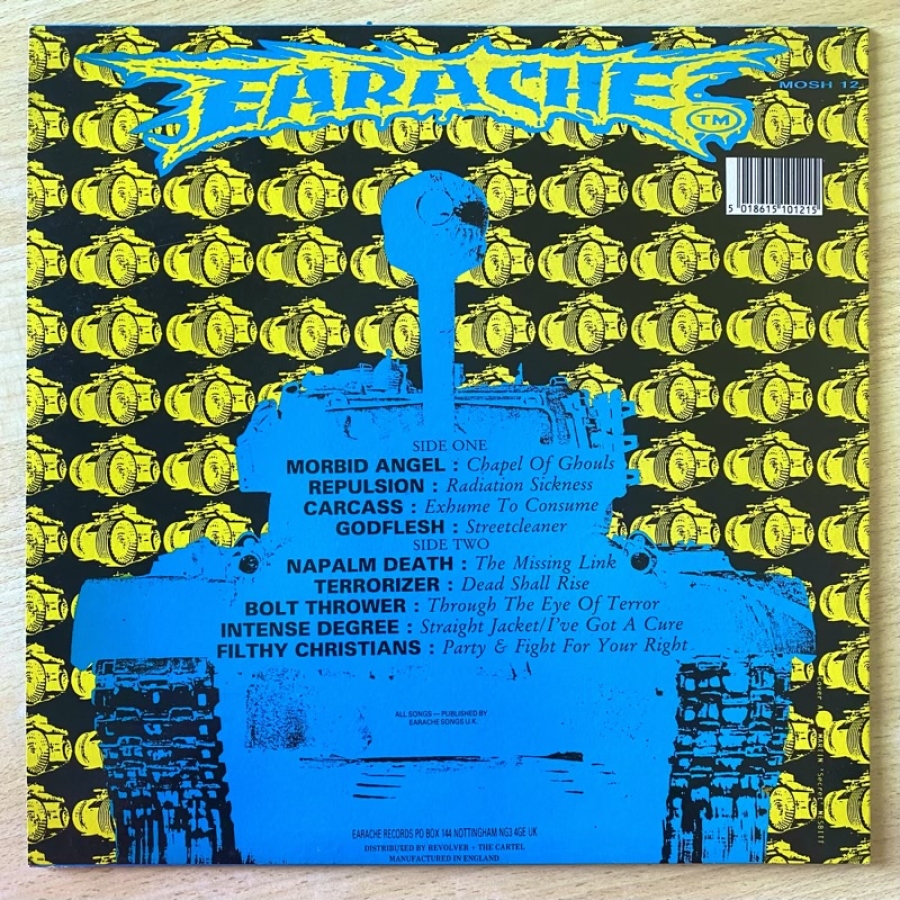 EARACHE
TM
MOSH 12
5 018615 101215
SIDE ONE
MORBID ANGEL : Chapel Of Ghouls
REPULSION : Radiation Sickness
CARCASS : Exhume To Consume
GODFLESH : Streetcleaner
SIDE TWO
NAPALM DEATH : The Missing Link
TERRORIZER : Dead Shall Rise
BOLT THROWER : Through The Eye Of Terror
INTENSE DEGREE : Straight Jacket/I've Got A Cure
FILTHY CHRISTIANS : Party & Fight For Your Right
ALL SONGS — PUBLISHED BY
EARACHE SONGS U.K.
EARACHE RECORDS PO BOX 144 NOTTINGHAM NG3 4GE UK
DISTRIBUTED BY REVOLVER - THE CARTEL
MANUFACTURED IN ENGLAND